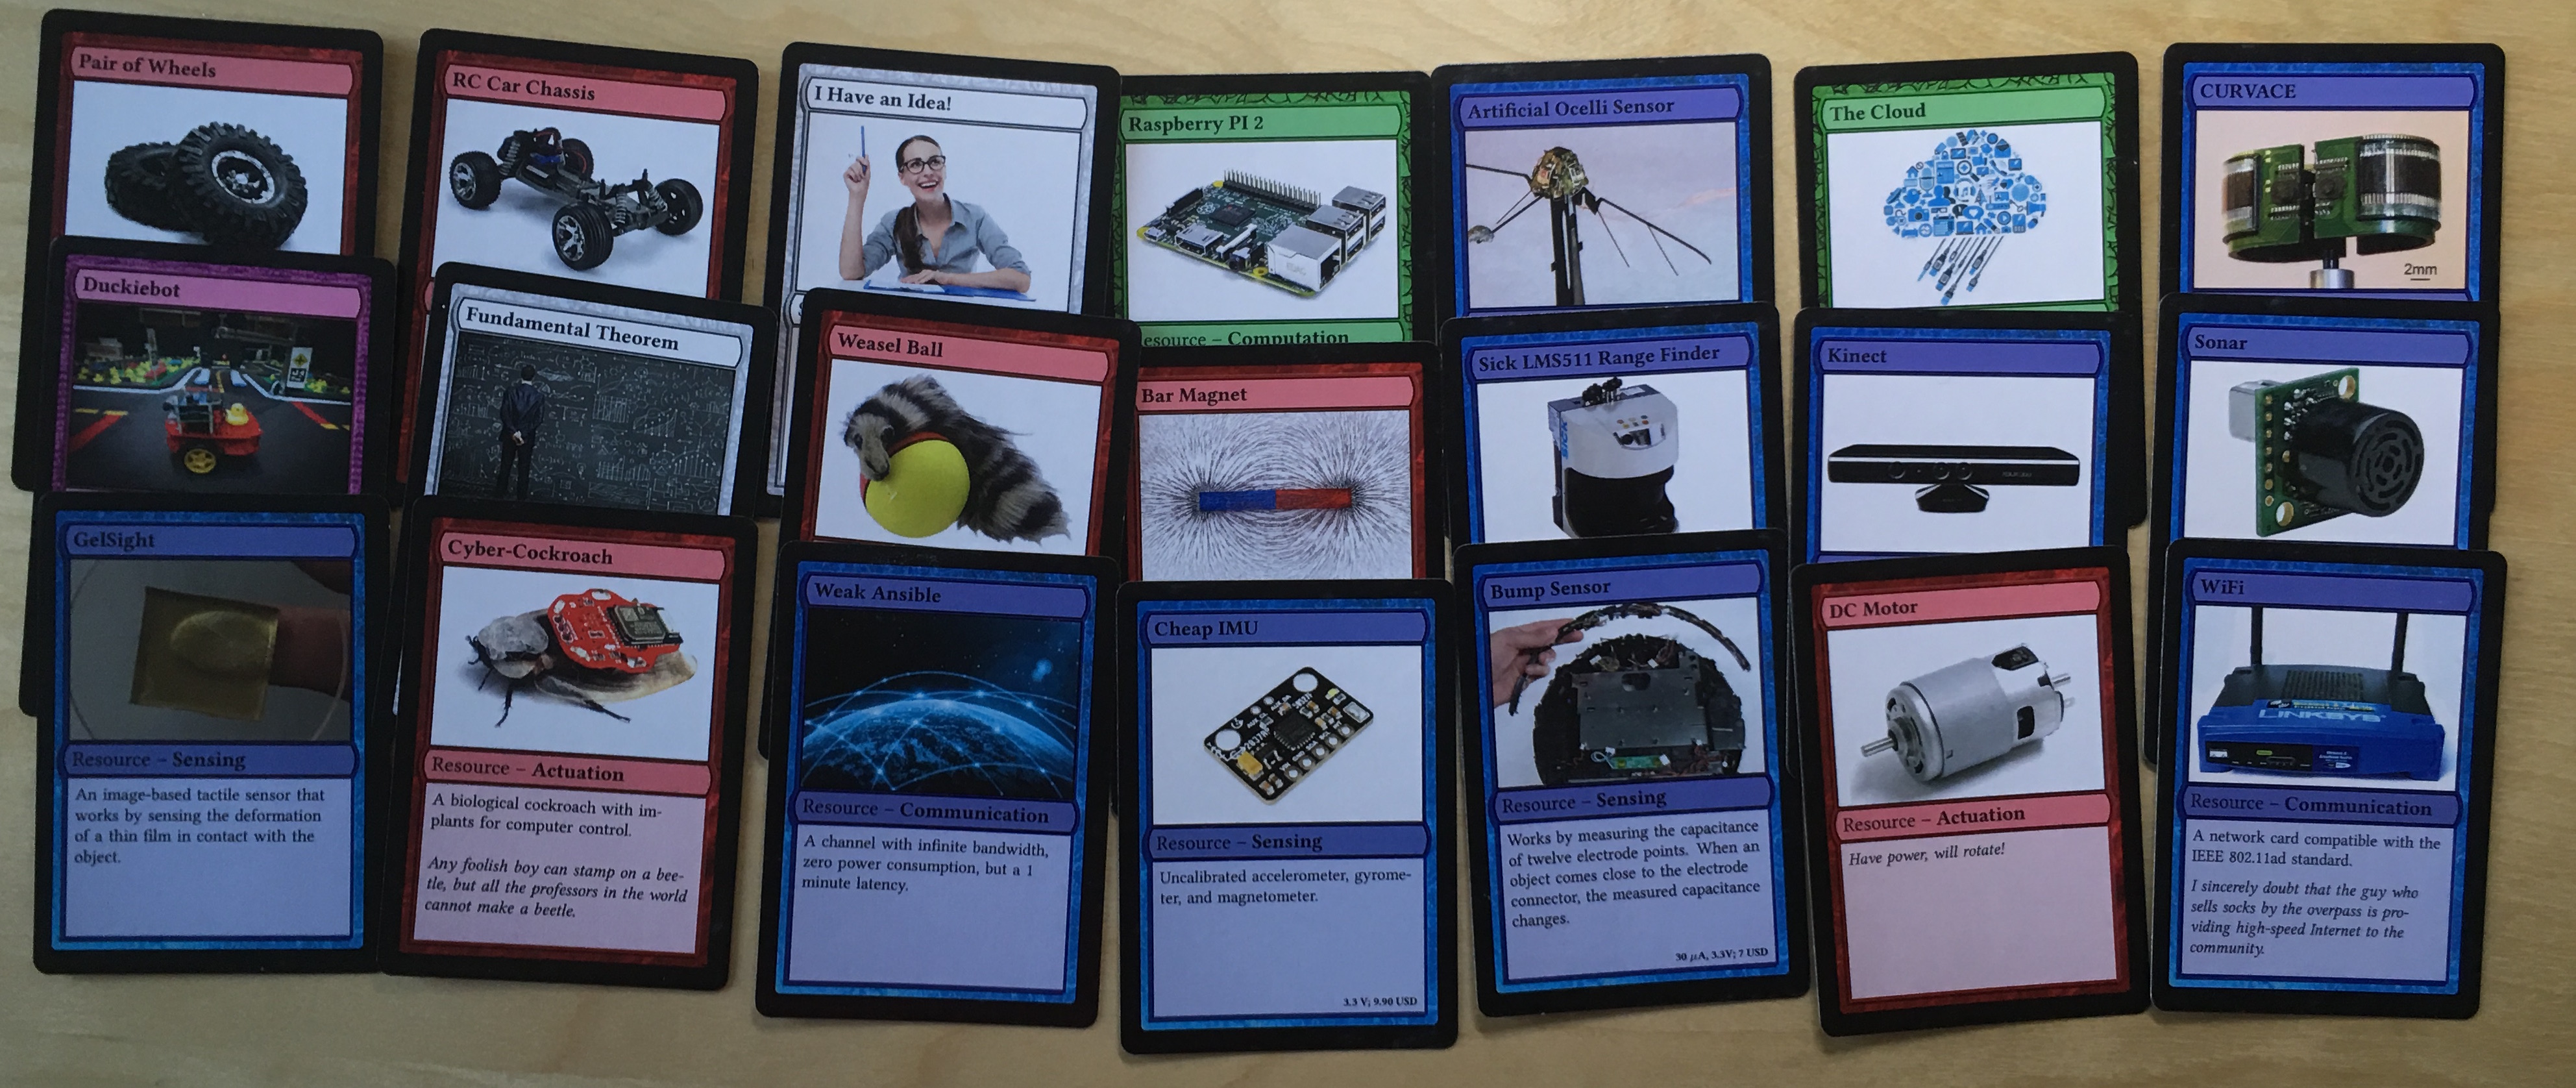 Pair of Wheels
Duckiebot
GelSight
Resource – Sensing
An image-based tactile sensor that
works by sensing the deformation
of a thin film in contact with the
object.
RC Car Chassis
Fundamental Theorem
Cyber-Cockroach
Resource – Actuation
A biological cockroach with im-
plants for computer control.
Any foolish boy can stamp on a bee-
tle, but all the professors in the world
cannot make a beetle.
I Have an Idea!
Weasel Ball
Weak Ansible
Resource – Communication
A channel with infinite bandwidth,
zero power consumption, but a 1
minute latency.
Raspberry PI 2
esource – Computation
Bar Magnet
Cheap IMU
Resource – Sensing
Uncalibrated accelerometer, gyrome-
ter, and magnetometer.
3.3 V; 9.90 USD
Artificial Ocelli Sensor
Sick LMS511 Range Finder
SICK
Bump Sensor
Resource – Sensing
Works by measuring the capacitance
of twelve electrode points. When an
object comes close to the electrode
connector, the measured capacitance
changes.
30 μA, 3.3V; 7 USD
The Cloud
Kinect
DC Motor
Resource – Actuation
Have power, will rotate!
CURVACE
2mm
Sonar
WiFi
LINKSYS
Resource – Communication
A network card compatible with the
IEEE 802.11ad standard.
I sincerely doubt that the guy who
sells socks by the overpass is pro-
viding high-speed Internet to the
community.